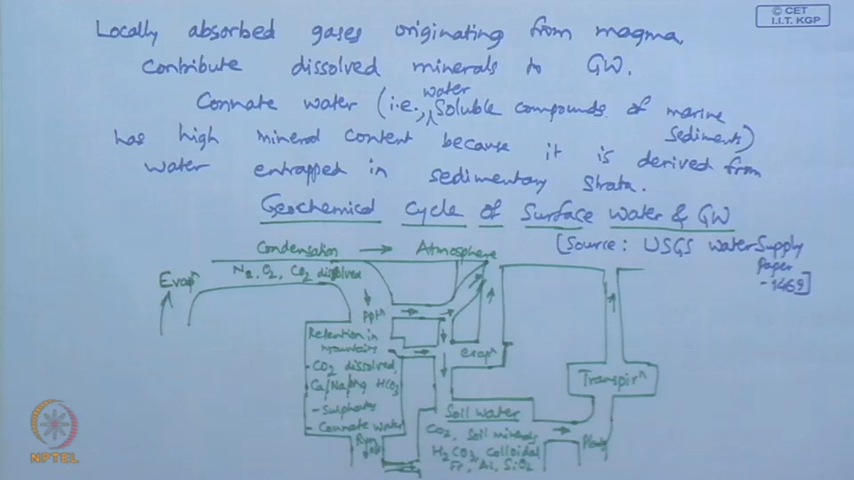 © CET
I.I.T. KGP
Locally absorbed gases originating from magma
contribute dissolved minerals to GW.
Connate water (i.e., water soluble compounds of marine sediments)
has high mineral content because it is derived from
water entrapped in sedimentary strata.
Geochemical cycle of Surface Water & GW
[Source: USGS Water Supply
Paper
-1469]
Condensation → Atmosphere
Evapⁿ
N2, O2, CO2 dissolved
pptⁿ
Retention in
mountains
- CO2 dissolved,
Ca/Na/Mg HCO3
- Sulphates
- Connate water
evapⁿ
Transpirⁿ
Soil water
CO2, Soil minerals
H2CO3, colloidal
Fe, Al, SiO2
Plants
NPTEL